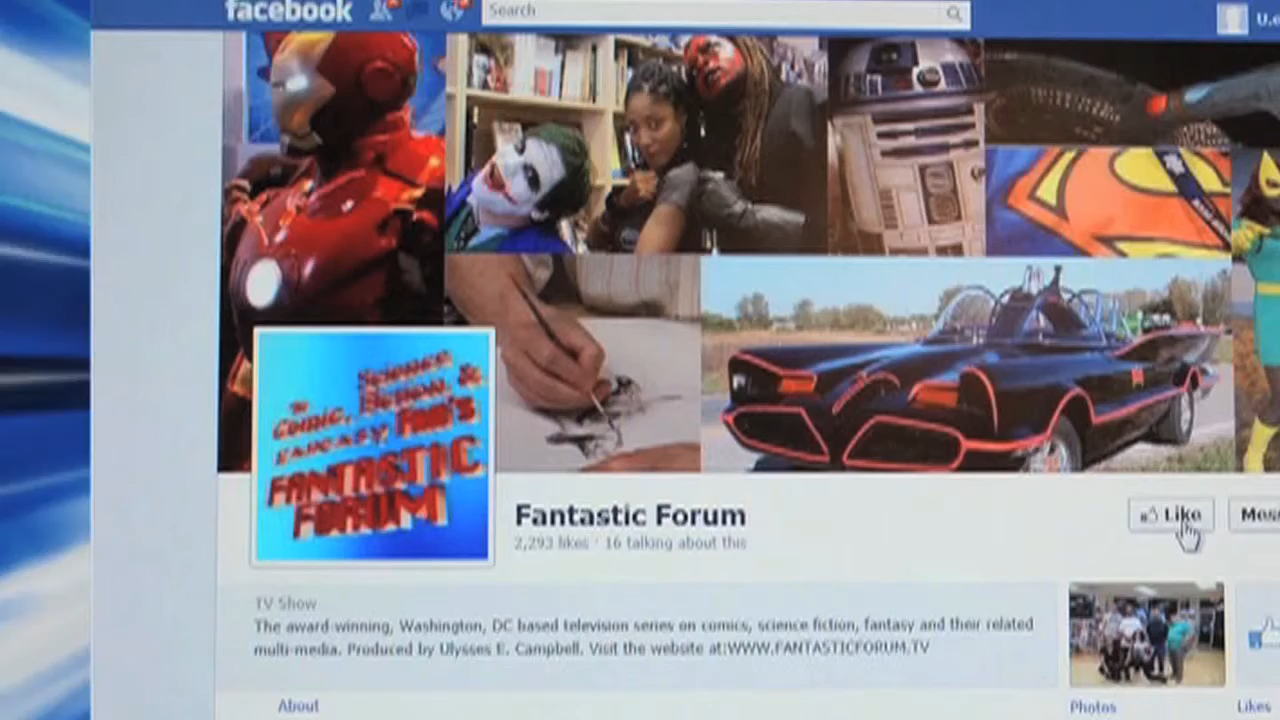 facebook
Search
Science
The Comic, Fiction, &
FANTASY FAN'S
FANTASTIC
FORUM
Fantastic Forum
Like
2,293 likes · 16 talking about this
TV Show
The award-winning, Washington, DC based television series on comics, science fiction, fantasy and their related
multi-media. Produced by Ulysses E. Campbell. Visit the website at:WWW.FANTASTICFORUM.TV
About
Photos
Likes